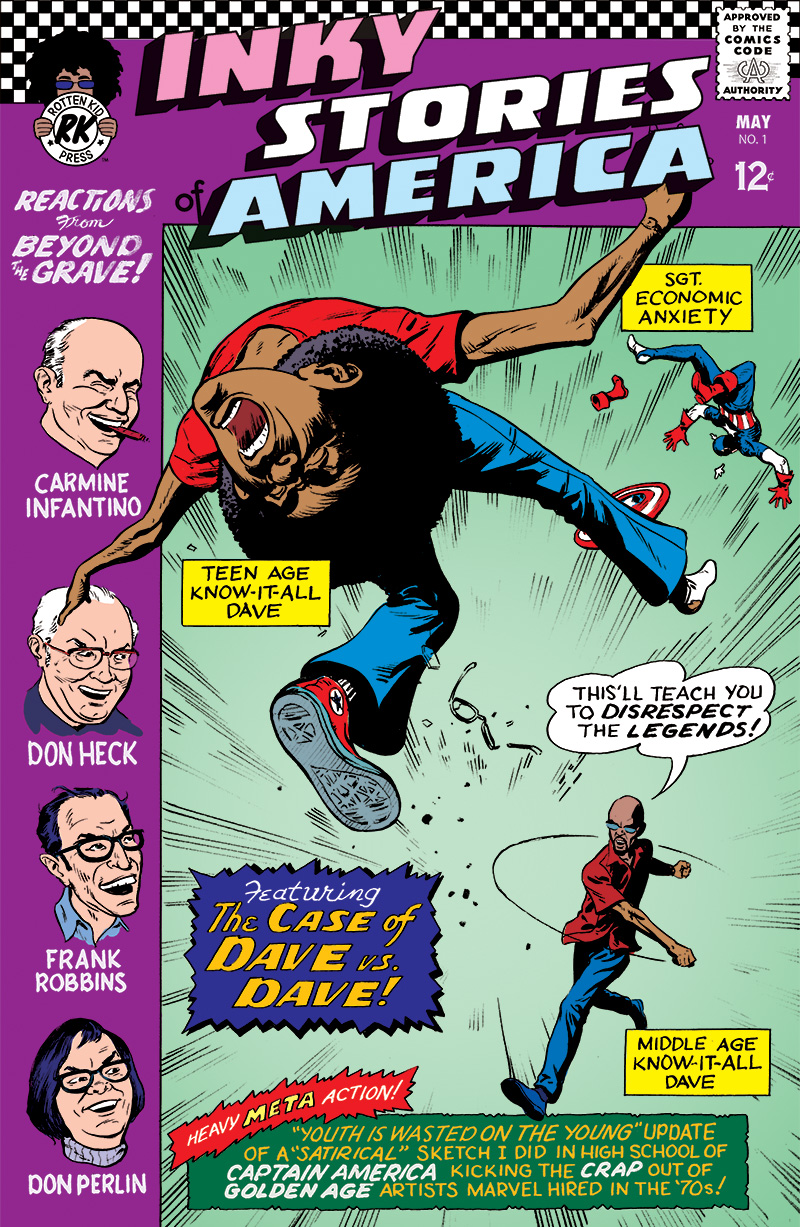 INKY
STORIES
of AMERICA
APPROVED
BY THE
COMICS
CODE
CA
AUTHORITY
MAY
NO. 1
12¢
ROTTEN KID
RK
PRESS
TM
REACTIONS
From
BEYOND
THE GRAVE!
CARMINE
INFANTINO
DON HECK
FRANK
ROBBINS
DON PERLIN
SGT.
ECONOMIC
ANXIETY
TEEN AGE
KNOW-IT-ALL
DAVE
THIS'LL TEACH YOU
TO DISRESPECT
THE LEGENDS!
Featuring
The CASE of
DAVE vs.
DAVE!
MIDDLE AGE
KNOW-IT-ALL
DAVE
HEAVY META ACTION!
"YOUTH IS WASTED ON THE YOUNG" UPDATE
OF A "SATIRICAL" SKETCH I DID IN HIGH SCHOOL OF
CAPTAIN AMERICA KICKING THE CRAP OUT OF
GOLDEN AGE ARTISTS MARVEL HIRED IN THE '70s!